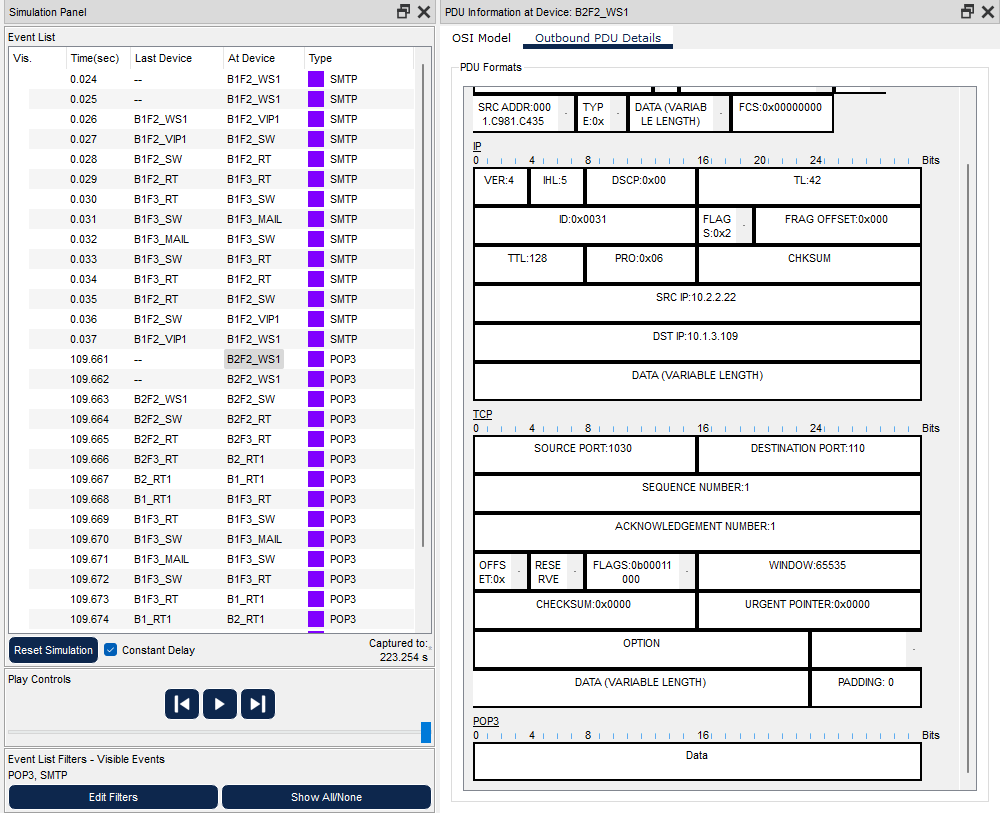 Simulation Panel
Event List
Vis. Time(sec) Last Device At Device Type
0.024 -- B1F2_WS1 SMTP
0.025 -- B1F2_WS1 SMTP
0.026 B1F2_WS1 B1F2_VIP1 SMTP
0.027 B1F2_VIP1 B1F2_SW SMTP
0.028 B1F2_SW B1F2_RT SMTP
0.029 B1F2_RT B1F3_RT SMTP
0.030 B1F3_RT B1F3_SW SMTP
0.031 B1F3_SW B1F3_MAIL SMTP
0.032 B1F3_MAIL B1F3_SW SMTP
0.033 B1F3_SW B1F3_RT SMTP
0.034 B1F3_RT B1F2_RT SMTP
0.035 B1F2_RT B1F2_SW SMTP
0.036 B1F2_SW B1F2_VIP1 SMTP
0.037 B1F2_VIP1 B1F2_WS1 SMTP
109.661 -- B2F2_WS1 POP3
109.662 -- B2F2_WS1 POP3
109.663 B2F2_WS1 B2F2_SW POP3
109.664 B2F2_SW B2F2_RT POP3
109.665 B2F2_RT B2F3_RT POP3
109.666 B2F3_RT B2_RT1 POP3
109.667 B2_RT1 B1_RT1 POP3
109.668 B1_RT1 B1F3_RT POP3
109.669 B1F3_RT B1F3_SW POP3
109.670 B1F3_SW B1F3_MAIL POP3
109.671 B1F3_MAIL B1F3_SW POP3
109.672 B1F3_SW B1F3_RT POP3
109.673 B1F3_RT B1_RT1 POP3
109.674 B1_RT1 B2_RT1 POP3
Reset Simulation Constant Delay Captured to:
223.254 s
Play Controls
Event List Filters - Visible Events
POP3, SMTP
Edit Filters Show All/None
PDU Information at Device: B2F2_WS1
OSI Model Outbound PDU Details
PDU Formats
SRC ADDR:000 TYP DATA (VARIAB FCS:0x00000000
1.C981.C435 E:0x LE LENGTH)
IP
0 4 8 16 20 24 Bits
VER:4 IHL:5 DSCP:0x00 TL:42
ID:0x0031 FLAG FRAG OFFSET:0x000
S:0x2
TTL:128 PRO:0x06 CHKSUM
SRC IP:10.2.2.22
DST IP:10.1.3.109
DATA (VARIABLE LENGTH)
TCP
0 4 8 16 24 Bits
SOURCE PORT:1030 DESTINATION PORT:110
SEQUENCE NUMBER:1
ACKNOWLEDGEMENT NUMBER:1
OFFS RESE FLAGS:0b00011 WINDOW:65535
ET:0x RVE 000
CHECKSUM:0x0000 URGENT POINTER:0x0000
OPTION
DATA (VARIABLE LENGTH) PADDING: 0
POP3
0 4 8 16 24 Bits
Data